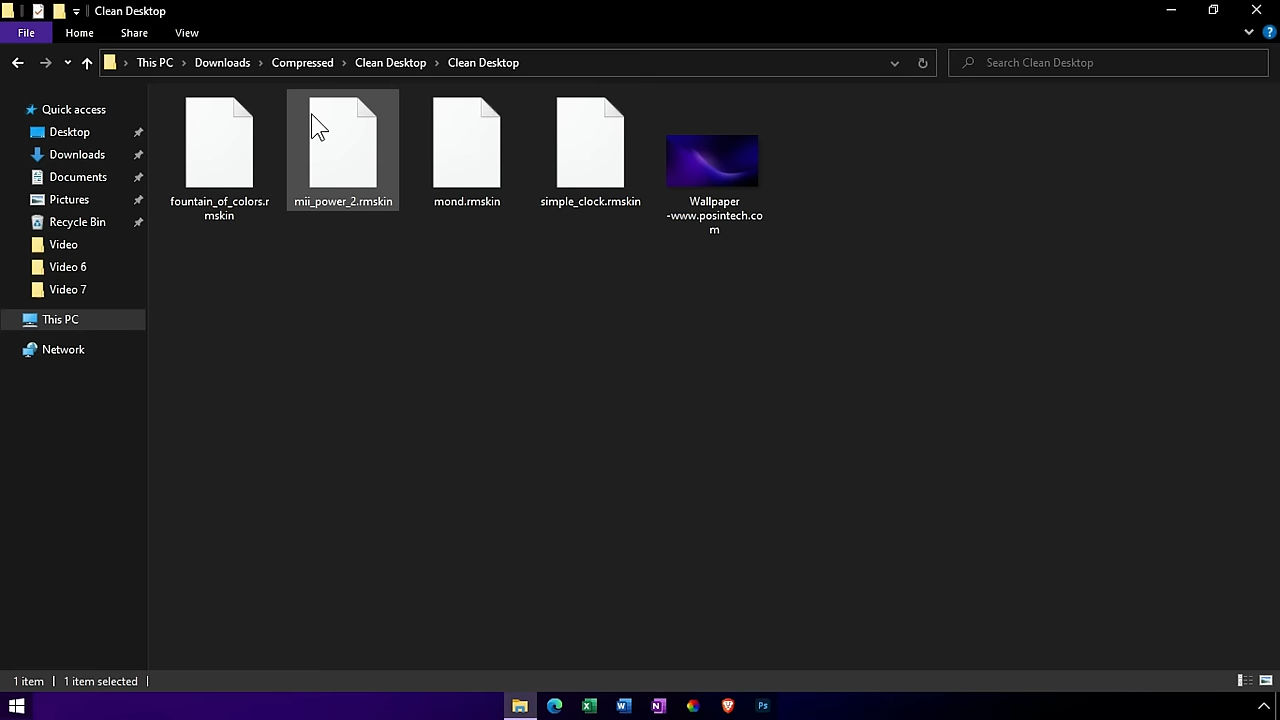 Clean Desktop
File
Home
Share
View
This PC
Downloads
Compressed
Clean Desktop
Clean Desktop
Search Clean Desktop
Quick access
Desktop
Downloads
Documents
Pictures
Recycle Bin
Video
Video 6
Video 7
This PC
Network
fountain_of_colors.r
mskin
mii_power_2.rmskin
mond.rmskin
simple_clock.rmskin
Wallpaper
-www.posintech.co
m
1 item
1 item selected
Ps